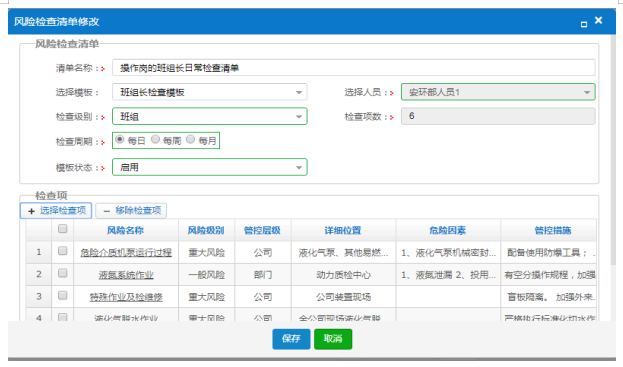 风险检查清单修改
风险检查清单
清单名称： 操作岗的班组长日常检查清单
选择模板： 班组长检查模板 选择人员： 安环部人员1
检查级别： 班组 检查项数： 6
检查周期： 每日 每周 每月
模板状态： 启用
检查项
+ 选择检查项 − 移除检查项
风险名称 风险级别 管控层级 详细位置 危险因素 管控措施
1 危险介质机泵运行过程 重大风险 公司 液化气泵、其他易燃... 1、液化气泵机械密封... 配备使用防爆工具； .
2 液氮系统作业 一般风险 部门 动力质检中心 1、液氮泄漏 2、投用... 有空分操作规程，加强
3 特殊作业及检维修 重大风险 公司 公司装置现场 盲板隔离。 加强外来.
4 液化气脱水作业 重大风险 公司 全公司现场液化气脱 严格执行标准化切水作
保存 取消